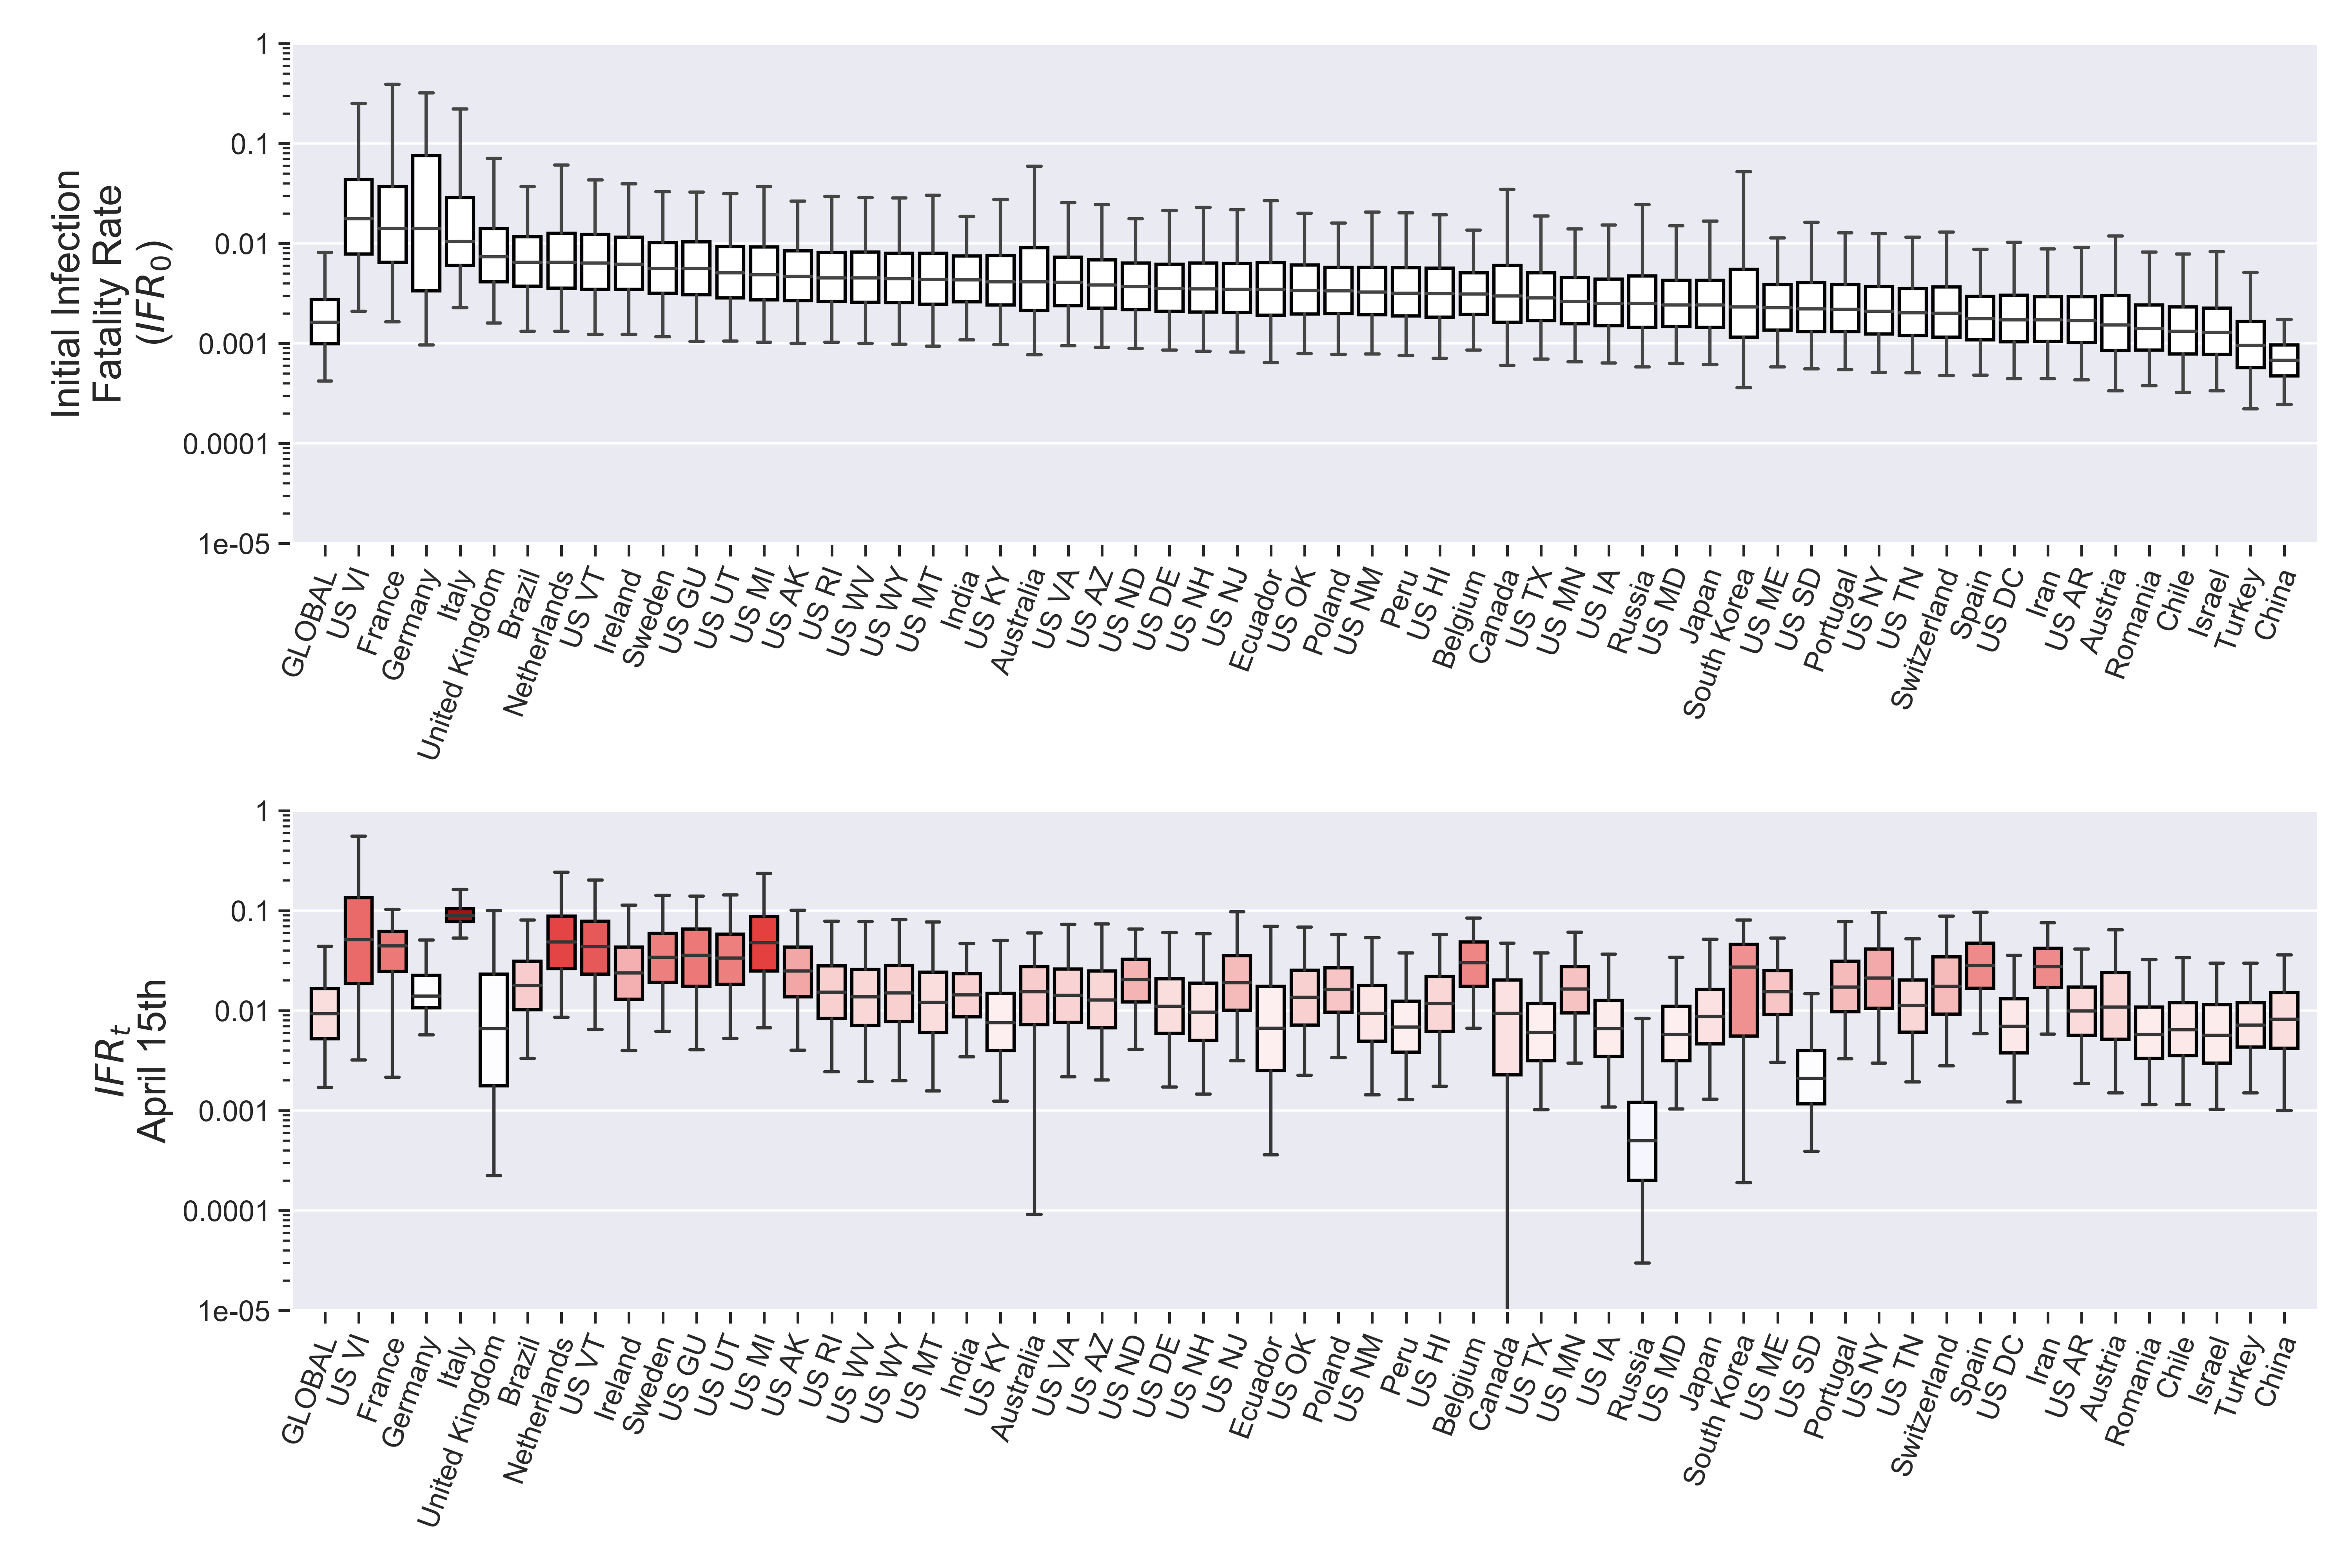 1
0.1
0.01
0.001
0.0001
1e-05
Initial Infection
Fatality Rate
(IFR₀)
GLOBAL
US VI
France
Germany
Italy
United Kingdom
Brazil
Netherlands
US VT
Ireland
Sweden
US GU
US UT
US MI
US AK
US RI
US WV
US WY
US MT
India
US KY
Australia
US VA
US AZ
US ND
US DE
US NH
US NJ
Ecuador
US OK
Poland
US NM
Peru
US HI
Belgium
Canada
US TX
US MN
US IA
Russia
US MD
Japan
South Korea
US ME
US SD
Portugal
US NY
US TN
Switzerland
Spain
US DC
Iran
US AR
Austria
Romania
Chile
Israel
Turkey
China
1
0.1
0.01
0.001
0.0001
1e-05
IFRₜ
April 15th
GLOBAL
US VI
France
Germany
Italy
United Kingdom
Brazil
Netherlands
US VT
Ireland
Sweden
US GU
US UT
US MI
US AK
US RI
US WV
US WY
US MT
India
US KY
Australia
US VA
US AZ
US ND
US DE
US NH
US NJ
Ecuador
US OK
Poland
US NM
Peru
US HI
Belgium
Canada
US TX
US MN
US IA
Russia
US MD
Japan
South Korea
US ME
US SD
Portugal
US NY
US TN
Switzerland
Spain
US DC
Iran
US AR
Austria
Romania
Chile
Israel
Turkey
China